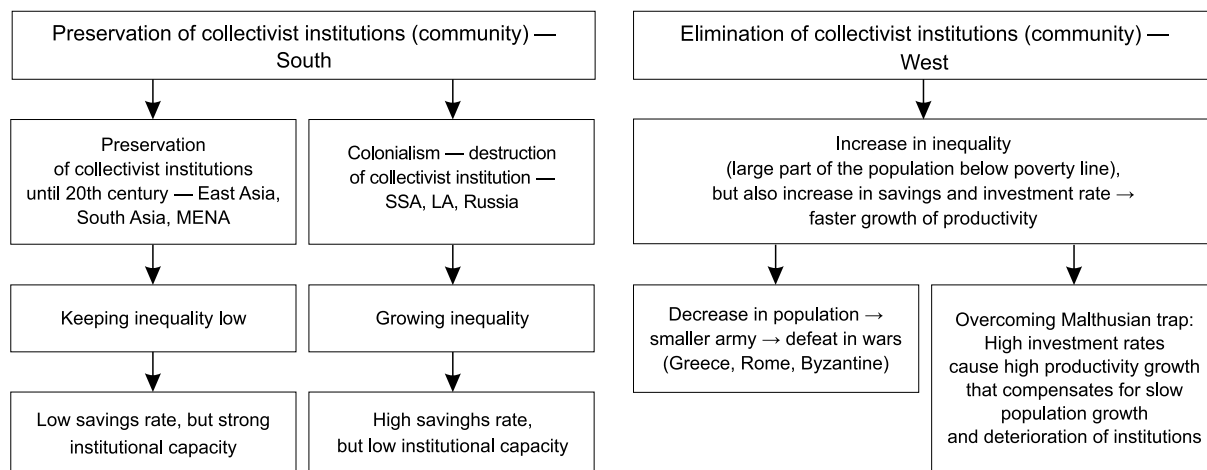 Preservation of collectivist institutions (community) —
South
Preservation
of collectivist institutions
until 20th century — East Asia,
South Asia, MENA
Colonialism — destruction
of collectivist institution —
SSA, LA, Russia
Keeping inequality low
Growing inequality
Low savings rate, but strong
institutional capacity
High savinghs rate,
but low institutional capacity
Elimination of collectivist institutions (community) —
West
Increase in inequality
(large part of the population below poverty line),
but also increase in savings and investment rate →
faster growth of productivity
Decrease in population →
smaller army → defeat in wars
(Greece, Rome, Byzantine)
Overcoming Malthusian trap:
High investment rates
cause high productivity growth
that compensates for slow
population growth
and deterioration of institutions